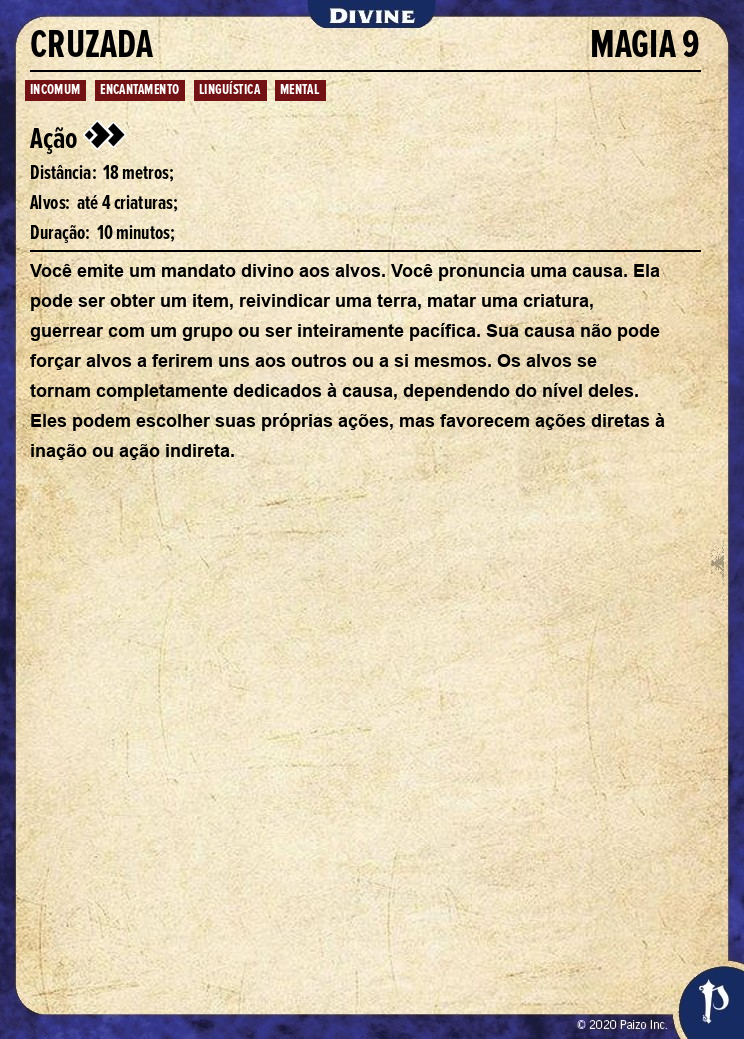 DIVINE
CRUZADA MAGIA 9
INCOMUM ENCANTAMENTO LINGUÍSTICA MENTAL
Ação
Distância: 18 metros;
Alvos: até 4 criaturas;
Duração: 10 minutos;
Você emite um mandato divino aos alvos. Você pronuncia uma causa. Ela
pode ser obter um item, reivindicar uma terra, matar uma criatura,
guerrear com um grupo ou ser inteiramente pacífica. Sua causa não pode
forçar alvos a ferirem uns aos outros ou a si mesmos. Os alvos se
tornam completamente dedicados à causa, dependendo do nível deles.
Eles podem escolher suas próprias ações, mas favorecem ações diretas à
inação ou ação indireta.
© 2020 Paizo Inc.
P